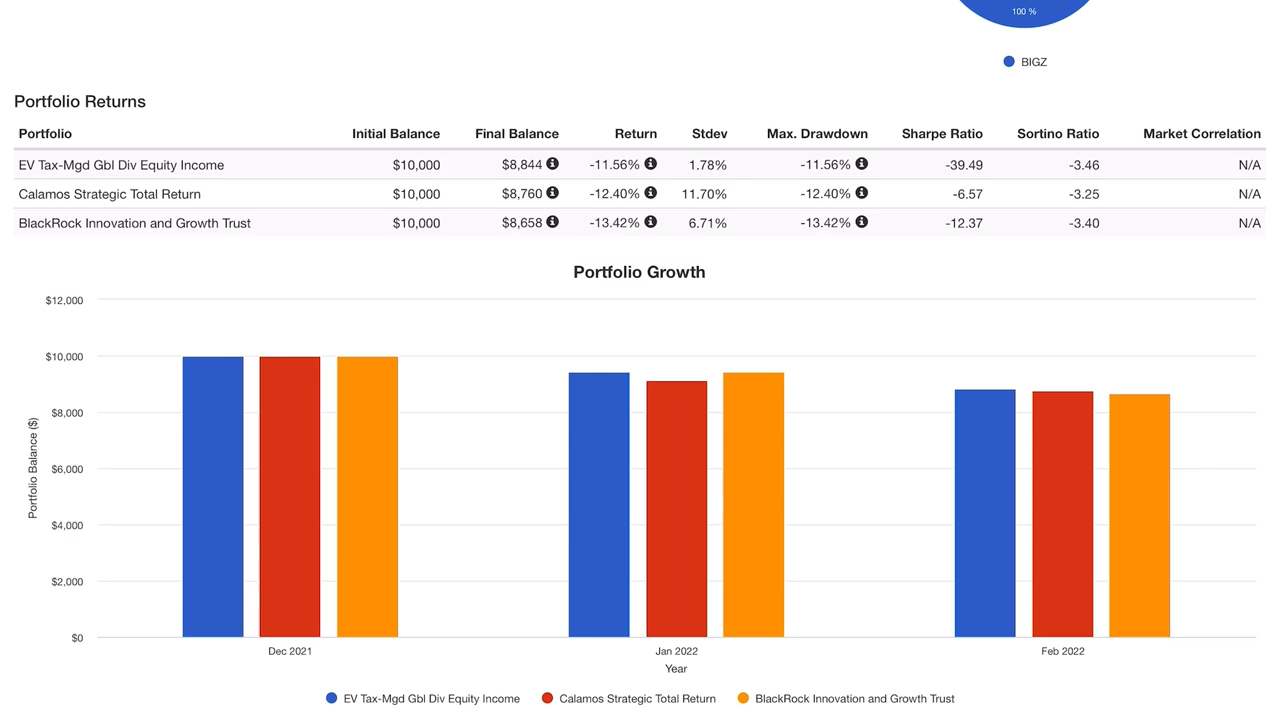 100 %
BIGZ
Portfolio Returns
Portfolio Initial Balance Final Balance Return Stdev Max. Drawdown Sharpe Ratio Sortino Ratio Market Correlation
EV Tax-Mgd Gbl Div Equity Income $10,000 $8,844 -11.56% 1.78% -11.56% -39.49 -3.46 N/A
Calamos Strategic Total Return $10,000 $8,760 -12.40% 11.70% -12.40% -6.57 -3.25 N/A
BlackRock Innovation and Growth Trust $10,000 $8,658 -13.42% 6.71% -13.42% -12.37 -3.40 N/A
Portfolio Growth
$12,000
$10,000
$8,000
$6,000
$4,000
$2,000
$0
Portfolio Balance ($)
Dec 2021 Jan 2022 Feb 2022
Year
EV Tax-Mgd Gbl Div Equity Income Calamos Strategic Total Return BlackRock Innovation and Growth Trust